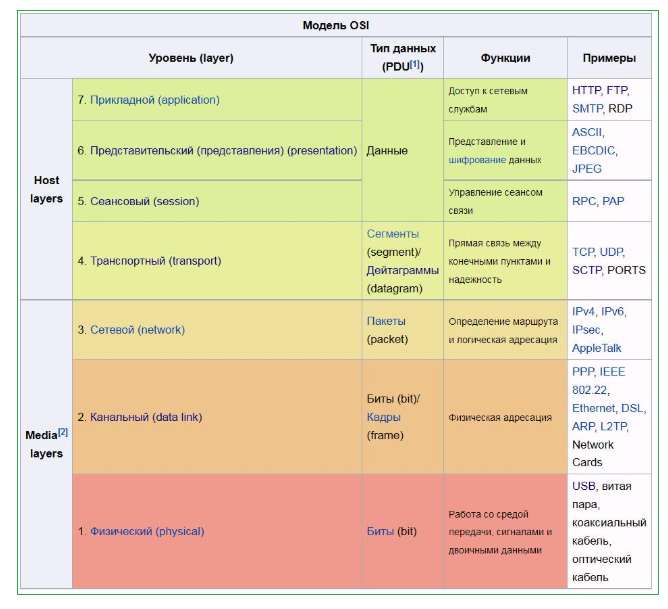 Модель OSI
Уровень (layer)
Тип данных
(PDU[1])
Функции
Примеры
Host
layers
7. Прикладной (application)
Данные
Доступ к сетевым
службам
HTTP, FTP,
SMTP, RDP
6. Представительский (представления) (presentation)
Представление и
шифрование данных
ASCII,
EBCDIC,
JPEG
5. Сеансовый (session)
Управление сеансом
связи
RPC, PAP
4. Транспортный (transport)
Сегменты
(segment)/
Дейтаграммы
(datagram)
Прямая связь между
конечными пунктами и
надежность
TCP, UDP,
SCTP, PORTS
Media[2]
layers
3. Сетевой (network)
Пакеты
(packet)
Определение маршрута
и логическая адресация
IPv4, IPv6,
IPsec,
AppleTalk
2. Канальный (data link)
Биты (bit)/
Кадры
(frame)
Физическая адресация
PPP, IEEE
802.22,
Ethernet, DSL,
ARP, L2TP,
Network
Cards
1. Физический (physical)
Биты (bit)
Работа со средой
передачи, сигналами и
двоичными данными
USB, витая
пара,
коаксиальный
кабель,
оптический
кабель